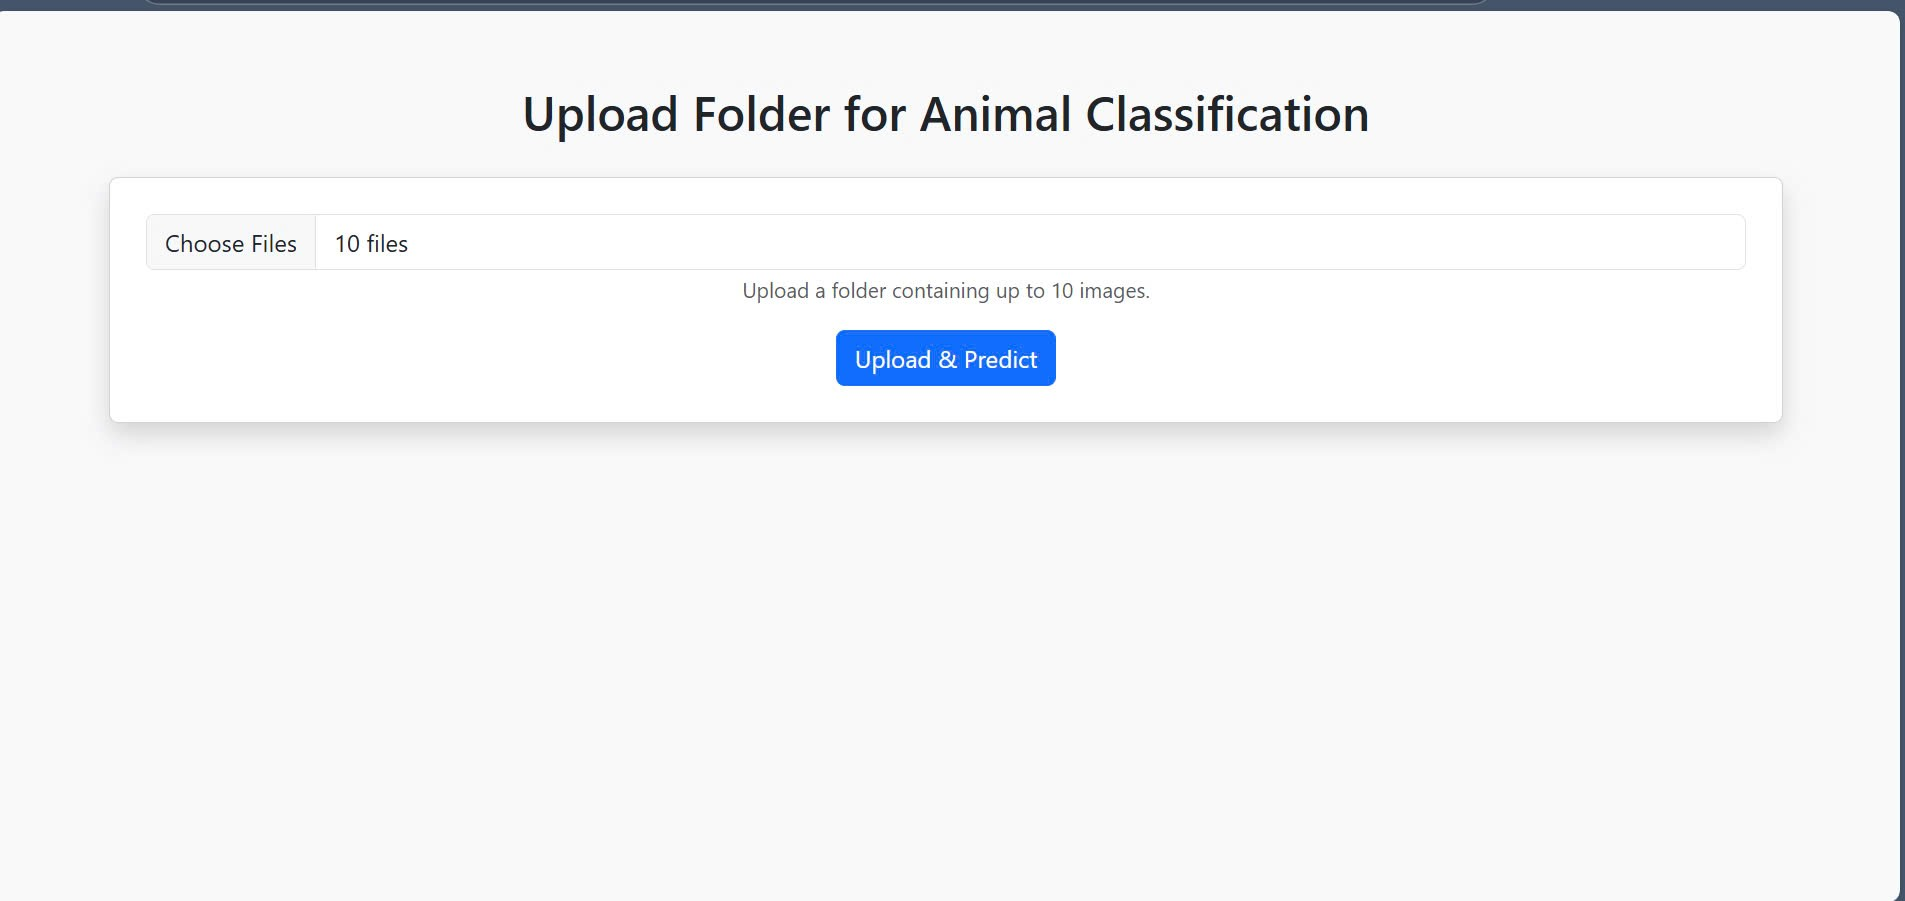 Upload Folder for Animal Classification
Choose Files 10 files
Upload a folder containing up to 10 images.
Upload & Predict